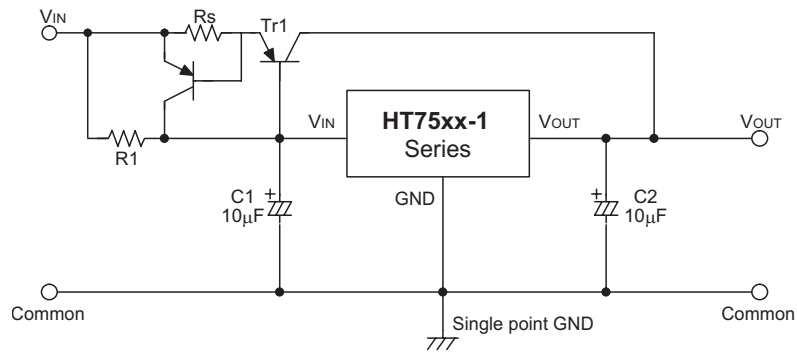 VIN
Rs
Tr1
VOUT
R1
VIN
HT75xx-1
Series
VOUT
GND
C1
10μF
C2
10μF
Common
Single point GND
Common